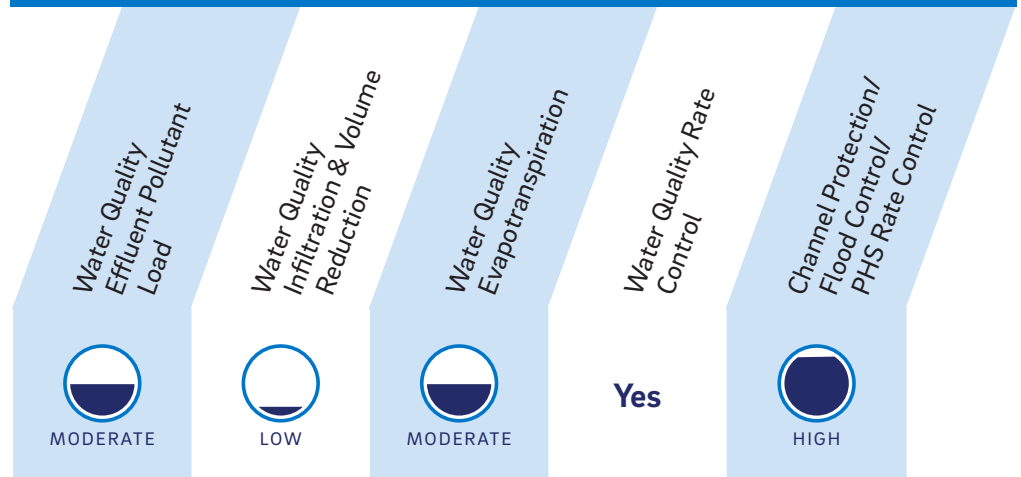 Water Quality
Effluent Pollutant
Load
Water Quality
Infiltration & Volume
Reduction
Water Quality
Evapotranspiration
Water Quality Rate
Control
Channel Protection/
Flood Control/
PHS Rate Control
MODERATE
LOW
MODERATE
Yes
HIGH